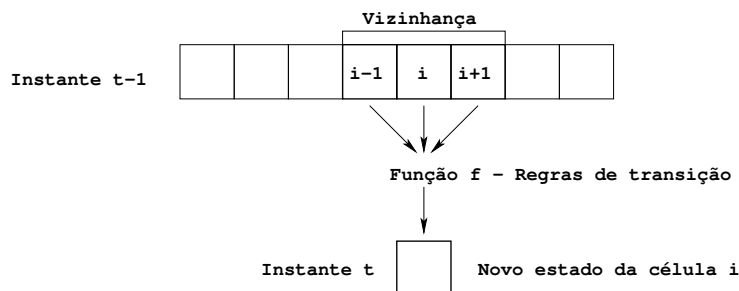 Vizinhança
Instante t-1
i-1 i i+1
Função f - Regras de transição
Instante t
Novo estado da célula i